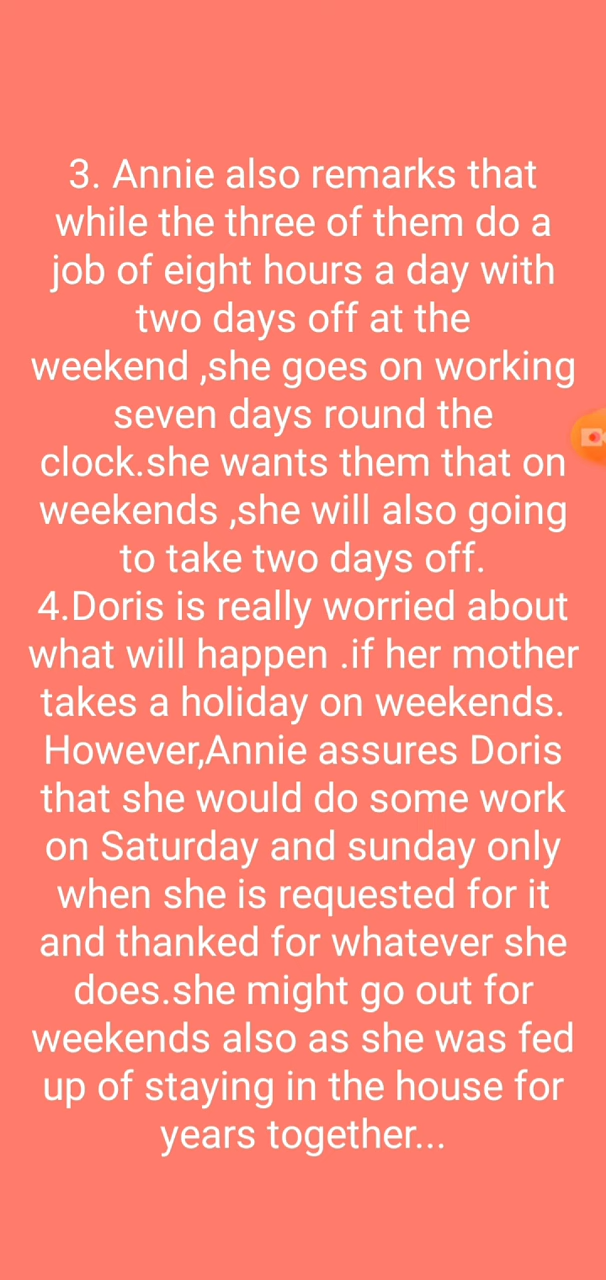 3. Annie also remarks that
while the three of them do a
job of eight hours a day with
two days off at the
weekend ,she goes on working
seven days round the
clock.she wants them that on
weekends ,she will also going
to take two days off.
4.Doris is really worried about
what will happen .if her mother
takes a holiday on weekends.
However,Annie assures Doris
that she would do some work
on Saturday and sunday only
when she is requested for it
and thanked for whatever she
does.she might go out for
weekends also as she was fed
up of staying in the house for
years together...